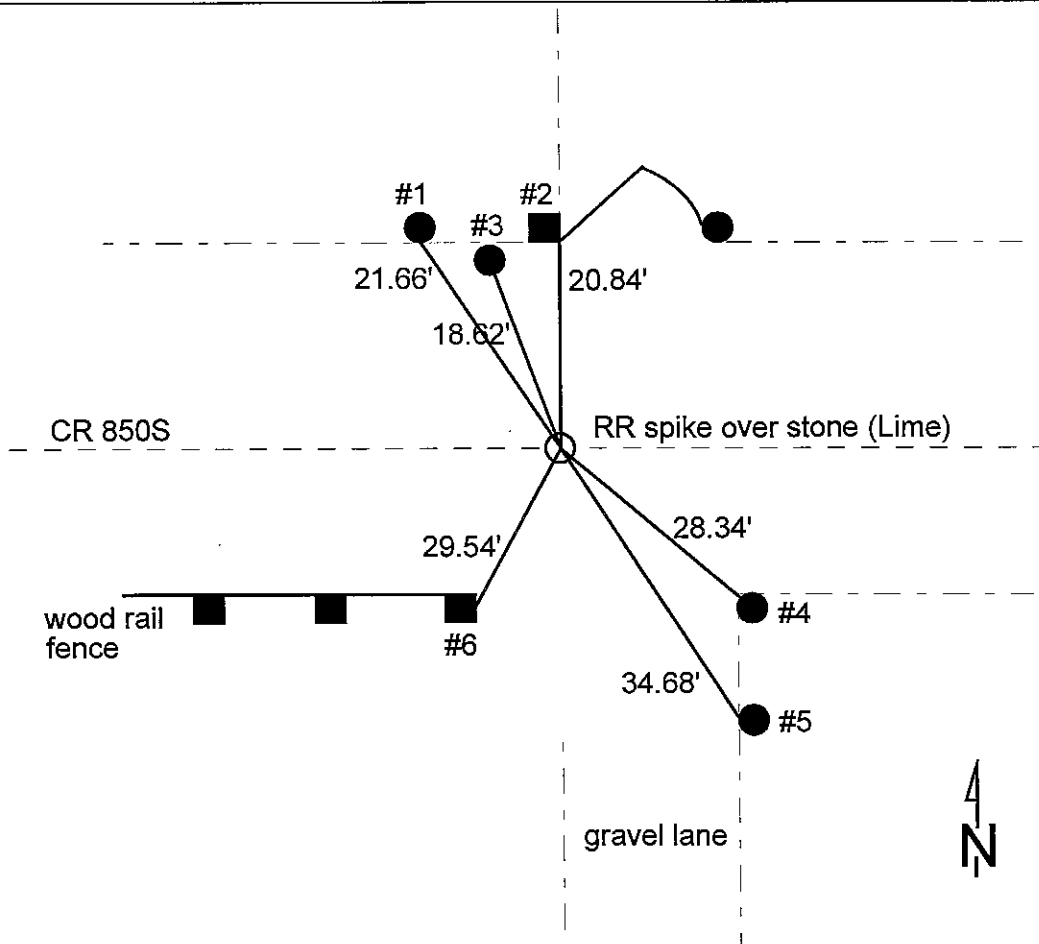 #1
#2
#3
21.66'
20.84'
18.62'
CR 850S
RR spike over stone (Lime)
28.34'
29.54'
wood rail
fence
#6
#4
34.68'
#5
gravel lane
N